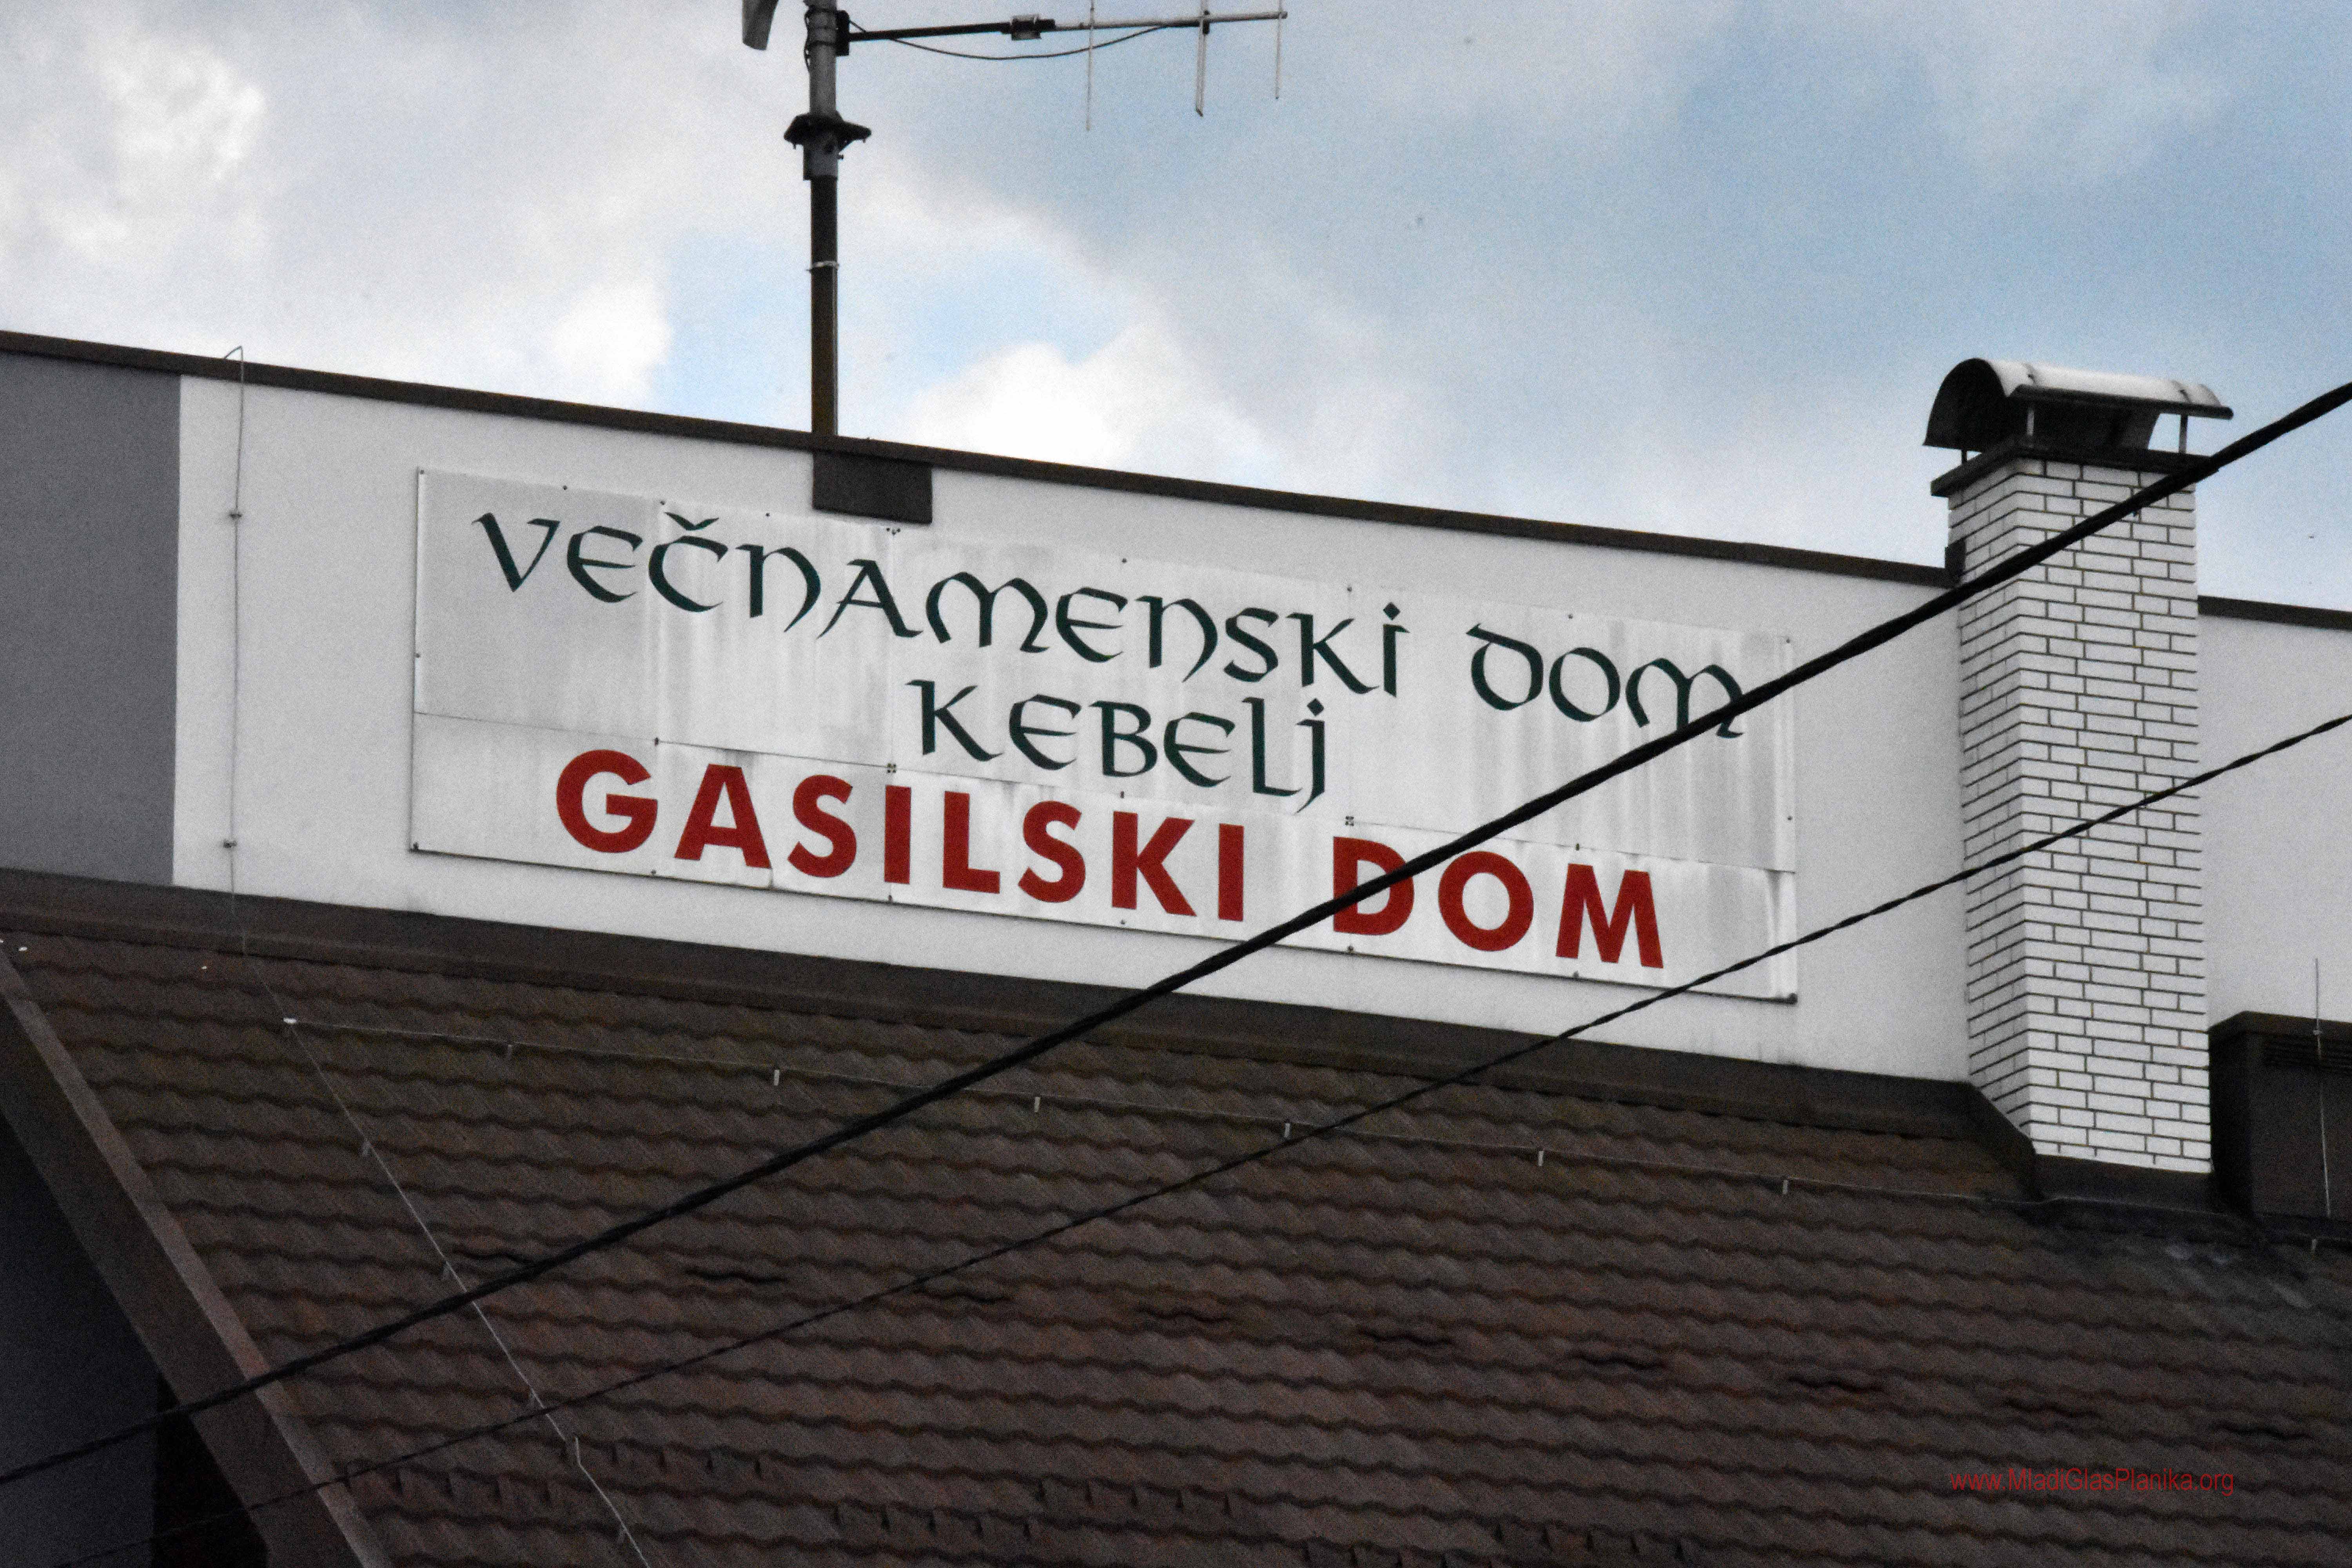 VEČNAMENSKI DOM
KEBELJ
GASILSKI DOM
www.MladiGlasPlanika.org